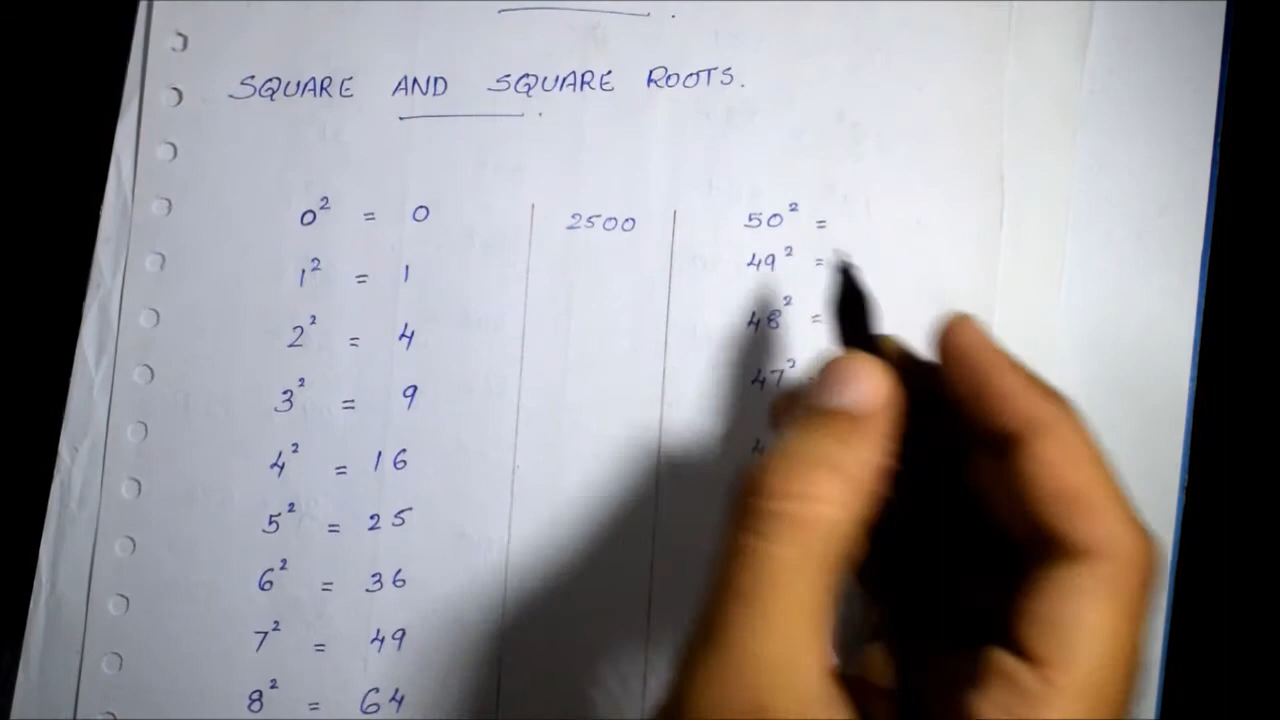 SQUARE AND SQUARE ROOTS.
0² = 0 2500 50² =
1² = 1 49² =
2² = 4 48² =
3² = 9 47²
4² = 16
5² = 25
6² = 36
7² = 49
8² = 64